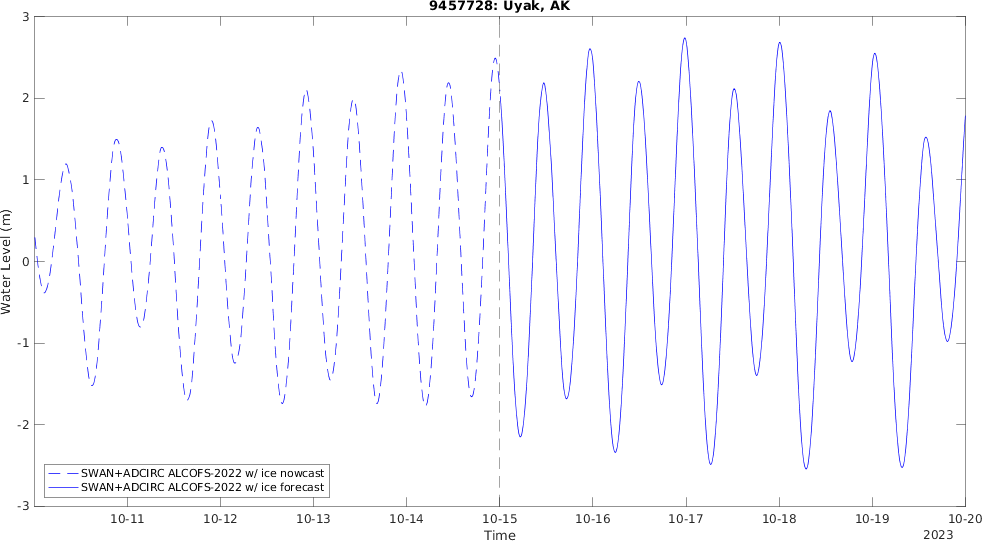 9457728: Uyak, AK
3
2
1
0
-1
-2
-3
Water Level (m)
SWAN+ADCIRC ALCOFS-2022 w/ ice nowcast
SWAN+ADCIRC ALCOFS-2022 w/ ice forecast
10-11 10-12 10-13 10-14 10-15 10-16 10-17 10-18 10-19 10-20
Time
2023